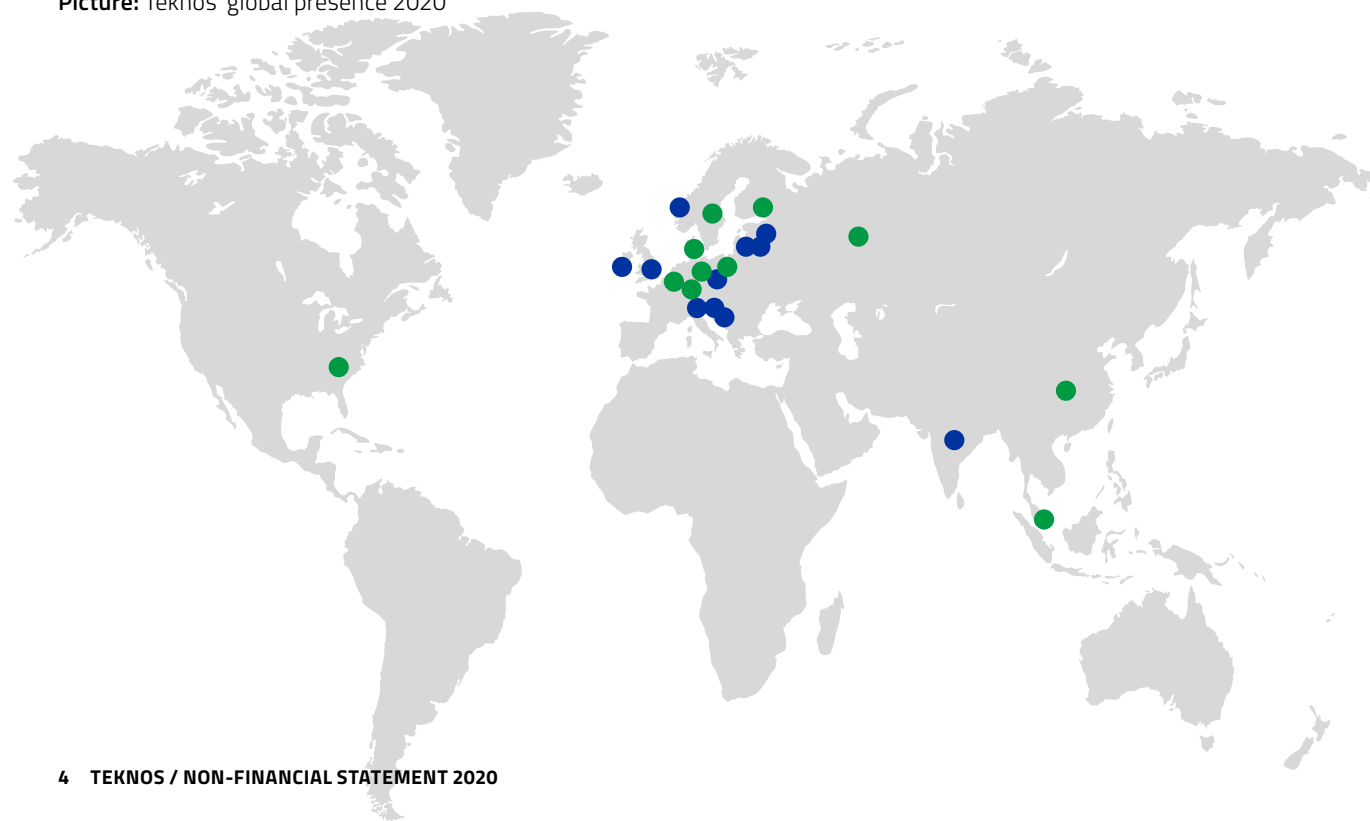 Picture: Teknos' global presence 2020
4 TEKNOS / NON-FINANCIAL STATEMENT 2020